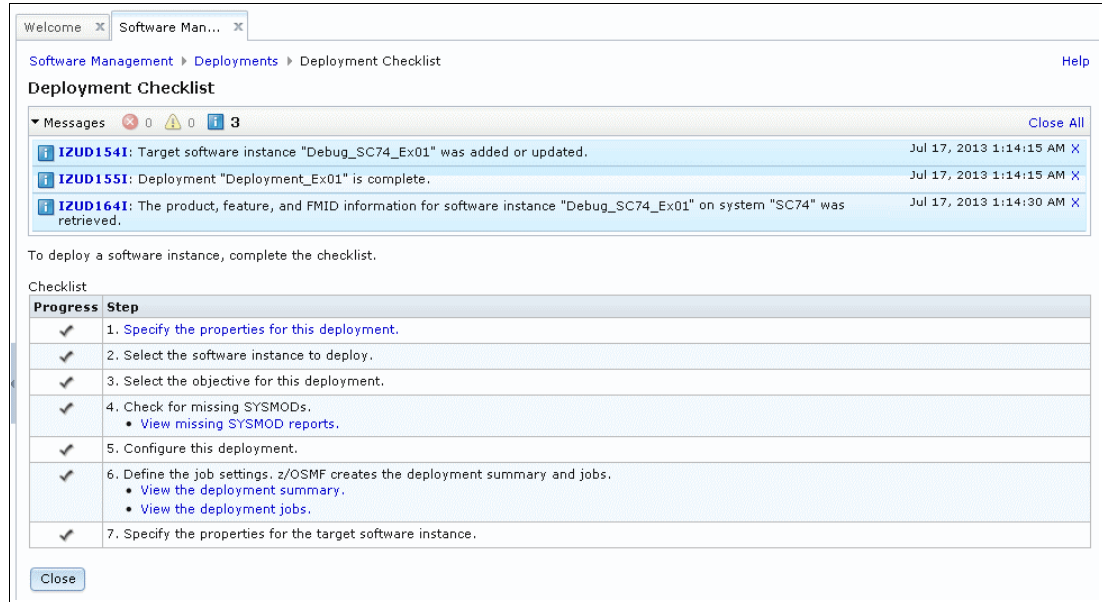 Welcome X Software Man... X
Software Management ▸ Deployments ▸ Deployment Checklist Help
Deployment Checklist
▾ Messages 0 0 3 Close All
IZUD154I: Target software instance "Debug_SC74_Ex01" was added or updated. Jul 17, 2013 1:14:15 AM X
IZUD155I: Deployment "Deployment_Ex01" is complete. Jul 17, 2013 1:14:15 AM X
IZUD164I: The product, feature, and FMID information for software instance "Debug_SC74_Ex01" on system "SC74" was Jul 17, 2013 1:14:30 AM X
retrieved.
To deploy a software instance, complete the checklist.
Checklist
Progress Step
1. Specify the properties for this deployment.
2. Select the software instance to deploy.
3. Select the objective for this deployment.
4. Check for missing SYSMODs.
• View missing SYSMOD reports.
5. Configure this deployment.
6. Define the job settings. z/OSMF creates the deployment summary and jobs.
• View the deployment summary.
• View the deployment jobs.
7. Specify the properties for the target software instance.
Close